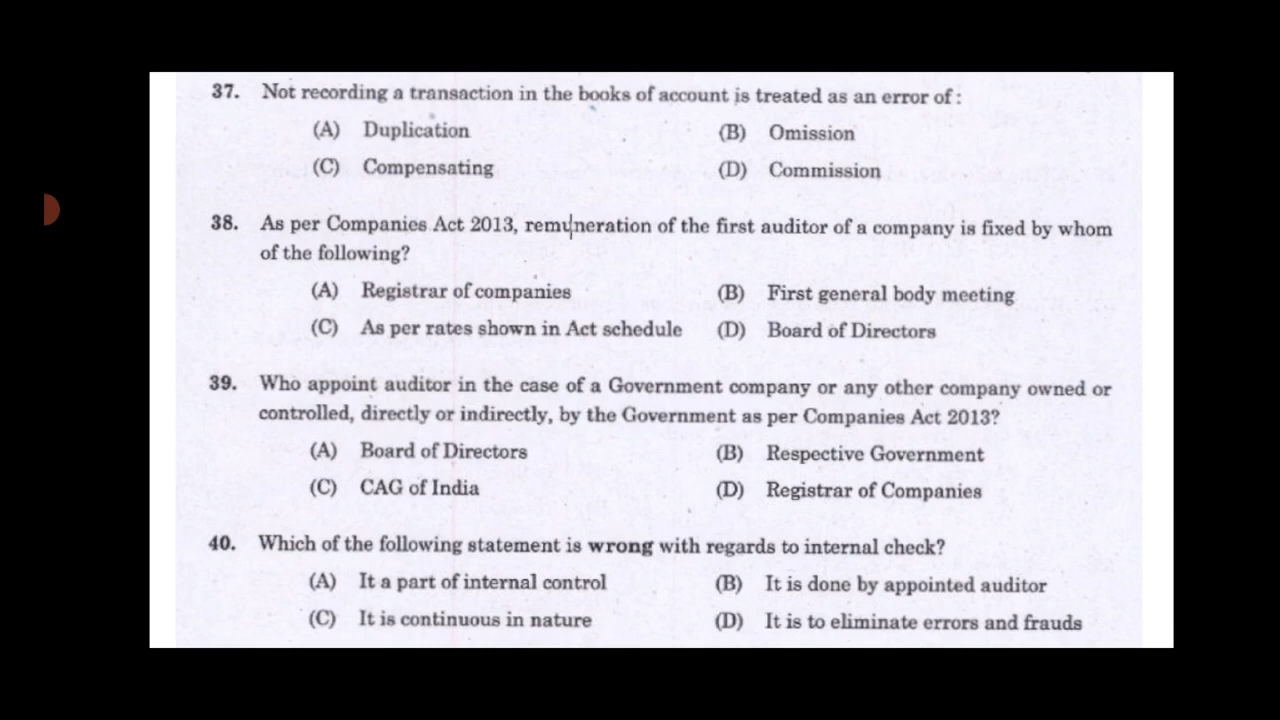 37. Not recording a transaction in the books of account is treated as an error of :
(A) Duplication (B) Omission
(C) Compensating (D) Commission
38. As per Companies Act 2013, remuneration of the first auditor of a company is fixed by whom
of the following?
(A) Registrar of companies (B) First general body meeting
(C) As per rates shown in Act schedule (D) Board of Directors
39. Who appoint auditor in the case of a Government company or any other company owned or
controlled, directly or indirectly, by the Government as per Companies Act 2013?
(A) Board of Directors (B) Respective Government
(C) CAG of India (D) Registrar of Companies
40. Which of the following statement is wrong with regards to internal check?
(A) It a part of internal control (B) It is done by appointed auditor
(C) It is continuous in nature (D) It is to eliminate errors and frauds